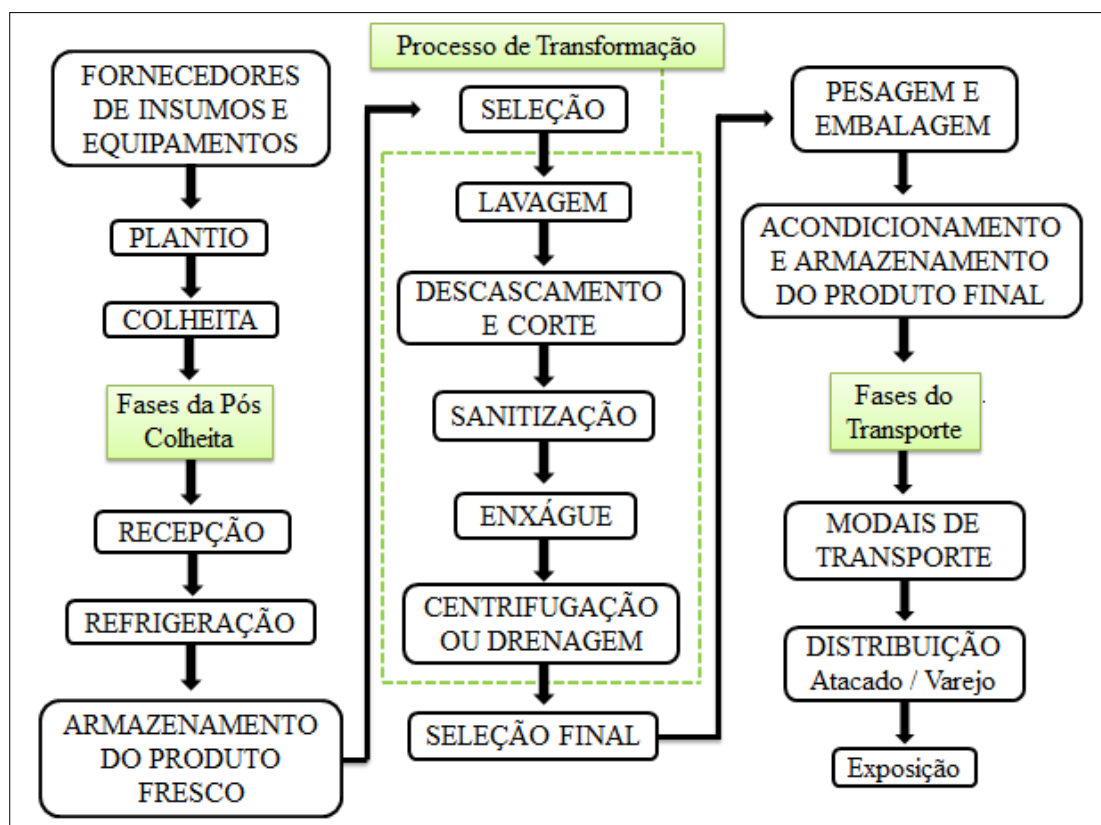 FORNECEDORES
DE INSUMOS E
EQUIPAMENTOS
PLANTIO
COLHEITA
Fases da Pós
Colheita
RECEPÇÃO
REFRIGERAÇÃO
ARMAZENAMENTO
DO PRODUTO
FRESCO
Processo de Transformação
SELEÇÃO
LAVAGEM
DESCASCAMENTO
E CORTE
SANITIZAÇÃO
ENXÁGUE
CENTRIFUGAÇÃO
OU DRENAGEM
SELEÇÃO FINAL
PESAGEM E
EMBALAGEM
ACONDICIONAMENTO
E ARMAZENAMENTO
DO PRODUTO FINAL
Fases do
Transporte
.
MODAIS DE
TRANSPORTE
DISTRIBUIÇÃO
Atacado / Varejo
Exposição